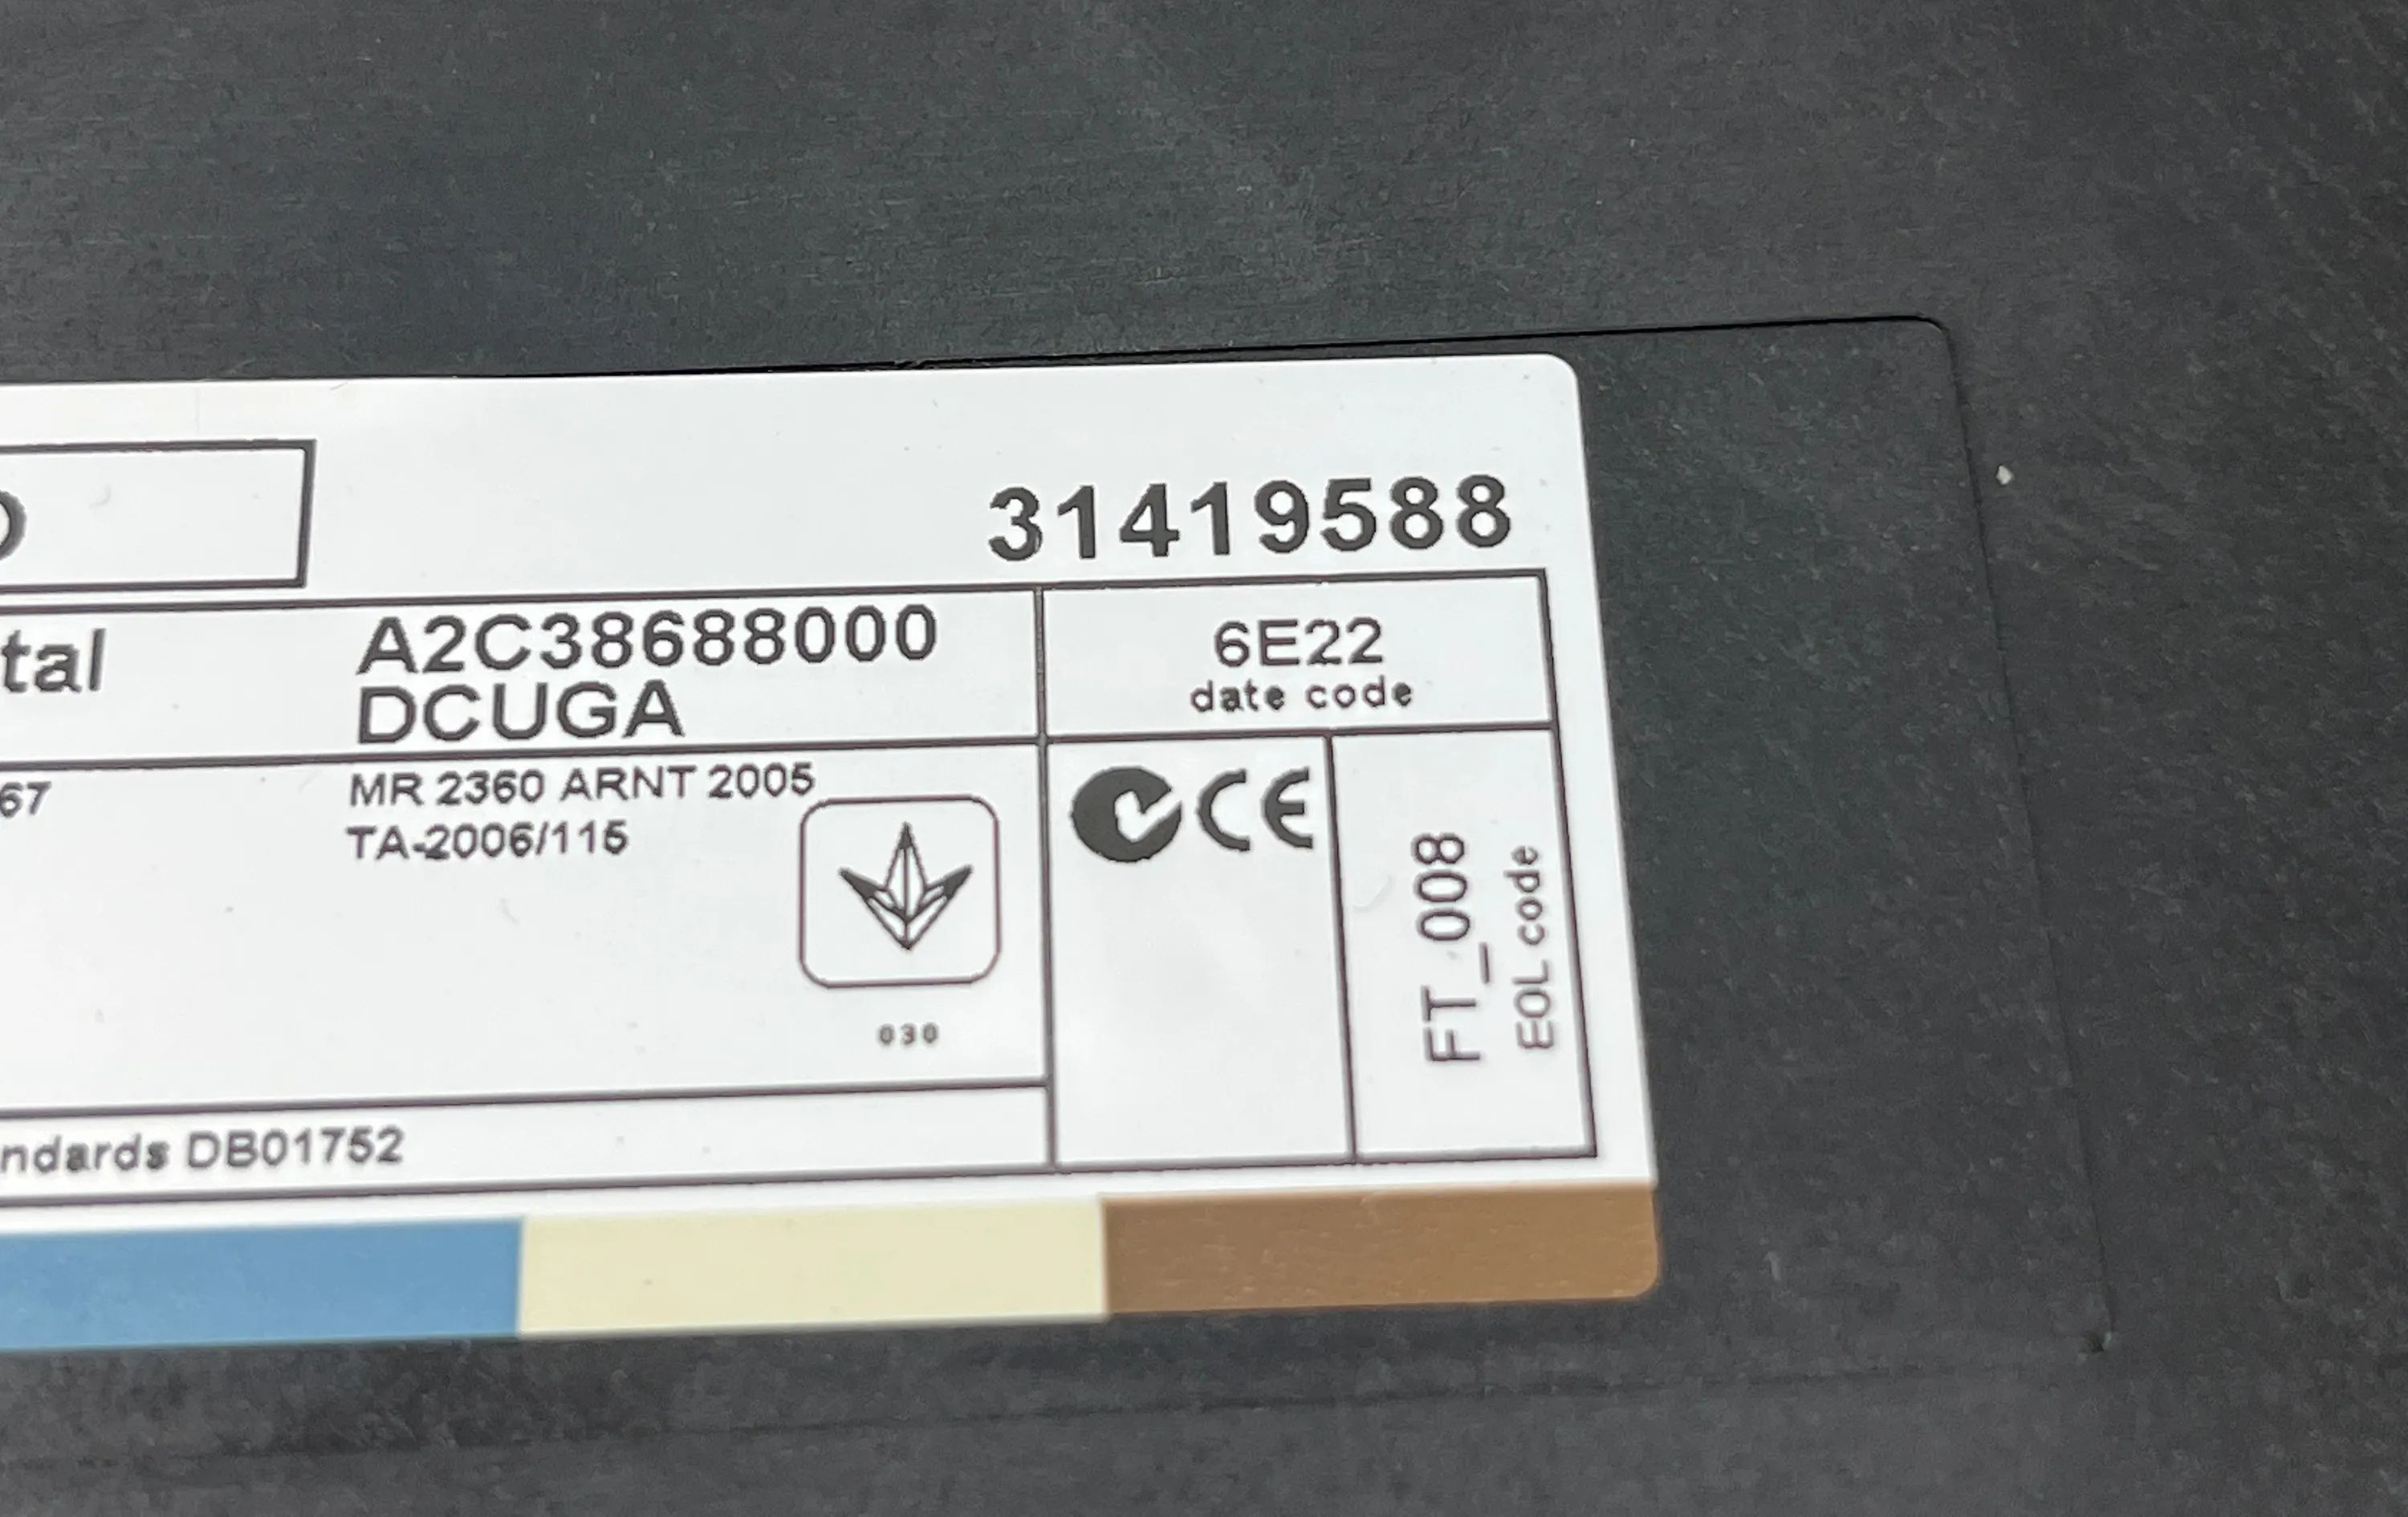 31419588
tal A2C38688000 6E22
DCUGA date code
67 MR 2360 ARNT 2005
TA-2006/115
CE
FT_008
EOL code
030
ndards DB01752